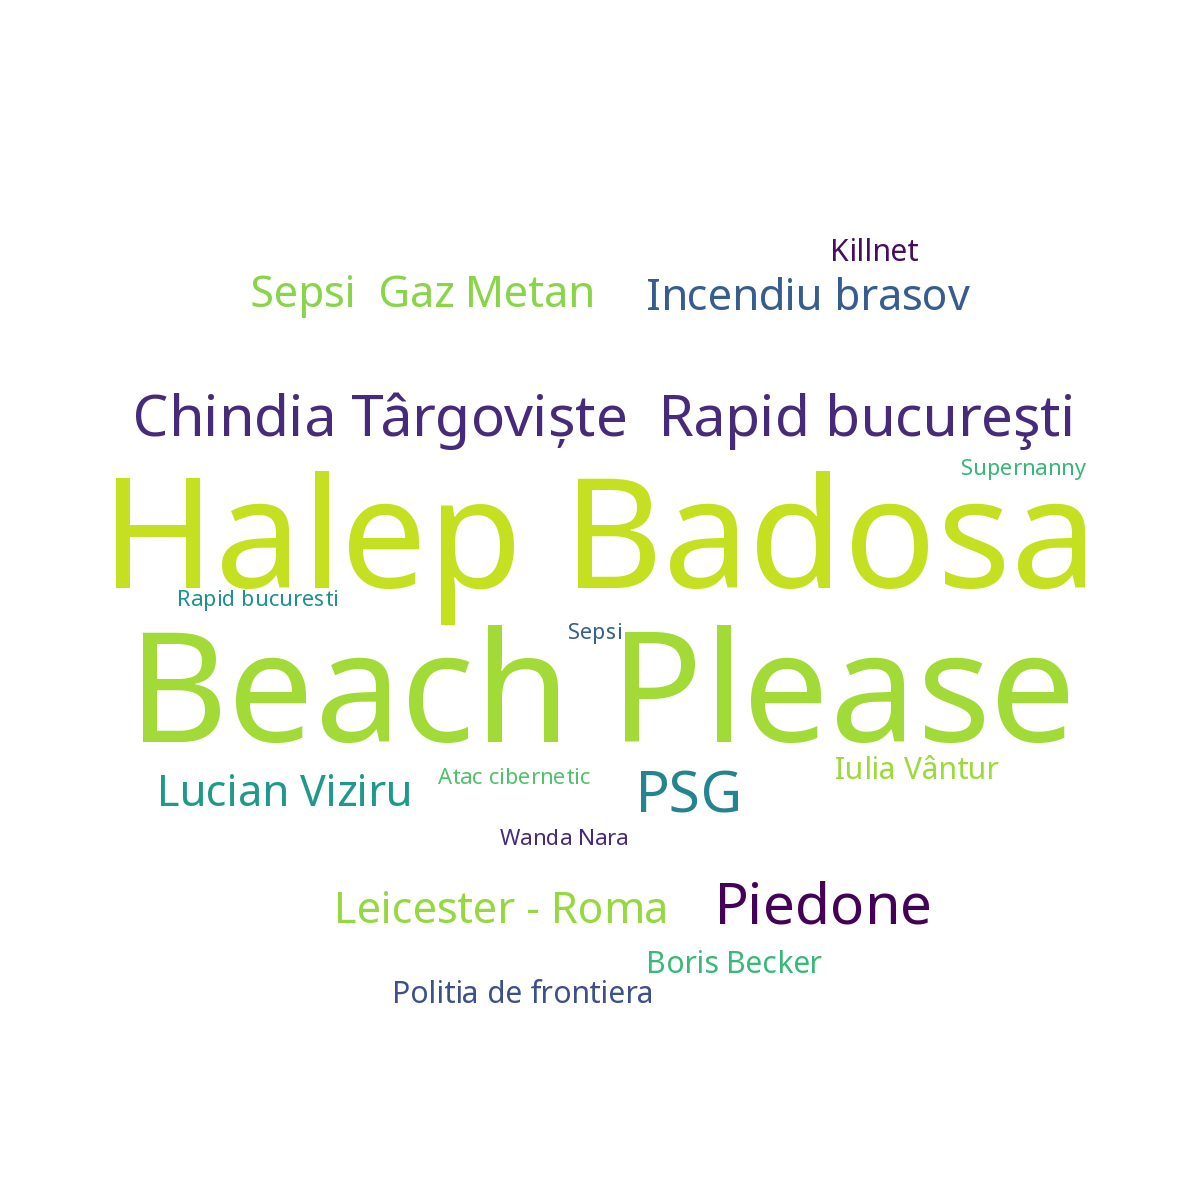 Killnet
Sepsi  Gaz Metan
Incendiu brasov
Chindia Târgoviște  Rapid bucureşti
Supernanny
Halep Badosa
Rapid bucuresti
Sepsi
Beach Please
Lucian Viziru
Atac cibernetic
PSG
Iulia Vântur
Wanda Nara
Leicester - Roma
Piedone
Boris Becker
Politia de frontiera